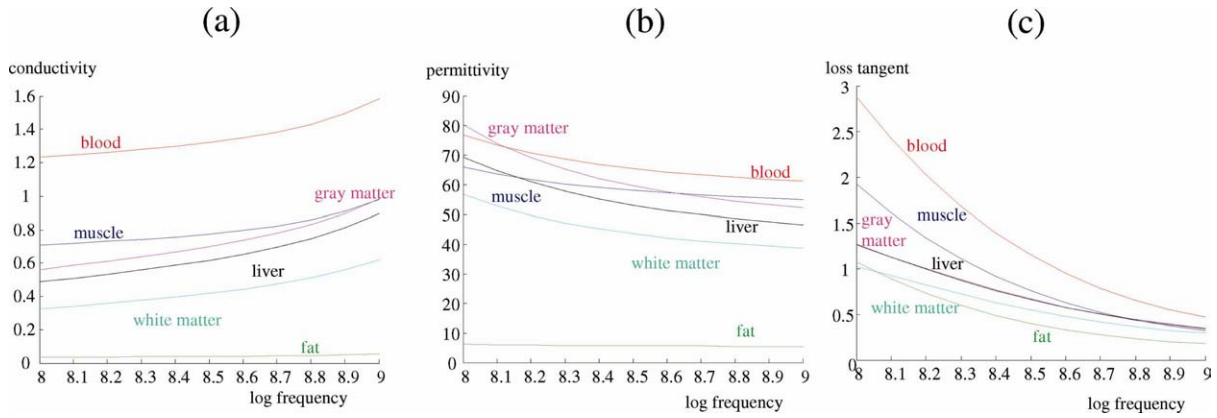 (a)
conductivity
1.6
1.4
1.2
1
0.8
0.6
0.4
0.2
0
blood
gray matter
muscle
liver
white matter
fat
8 8.1 8.2 8.3 8.4 8.5 8.6 8.7 8.8 8.9 9
log frequency
(b)
permittivity
90
80
70
60
50
40
30
20
10
0
gray matter
blood
muscle
liver
white matter
fat
8 8.1 8.2 8.3 8.4 8.5 8.6 8.7 8.8 8.9 9
log frequency
(c)
loss tangent
3
2.5
2
1.5
1
0.5
0
blood
muscle
gray
matter
liver
white matter
fat
8 8.1 8.2 8.3 8.4 8.5 8.6 8.7 8.8 8.9 9
log frequency